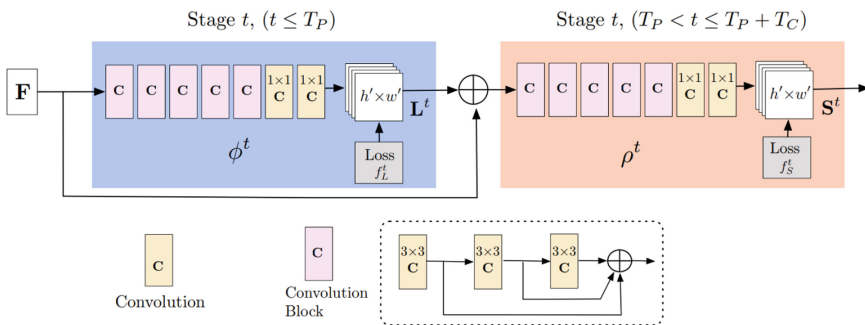 Stage t, (t ≤ T_P)
Stage t, (T_P < t ≤ T_P + T_C)
F
C C C C C 1×1 C 1×1 C
h′×w′
L^t
Loss
f_L^t
ϕ^t
C C C C C 1×1 C 1×1 C
h′×w′
S^t
Loss
f_S^t
ρ^t
C
Convolution
C
Convolution
Block
3×3 C
3×3 C
3×3 C